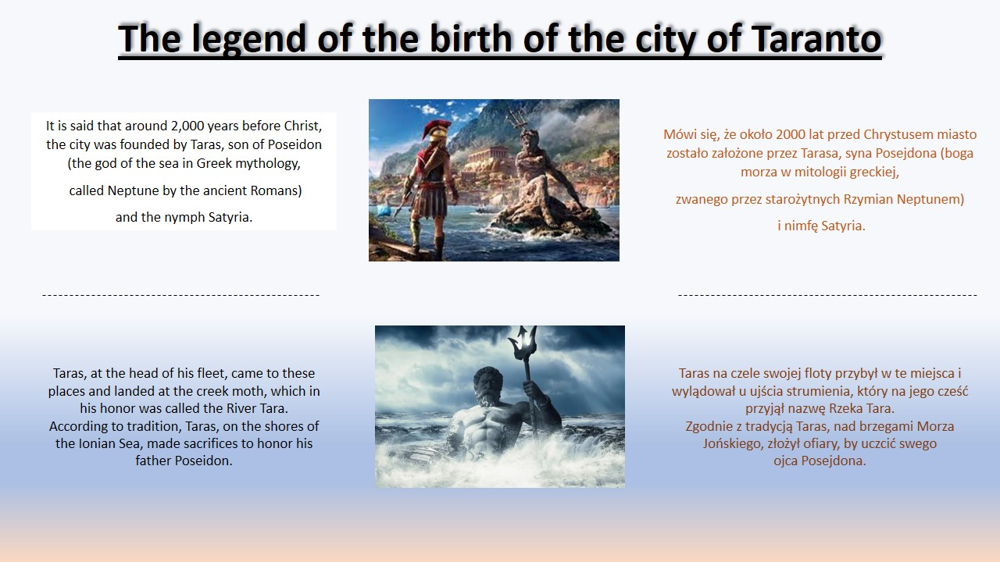 The legend of the birth of the city of Taranto
It is said that around 2,000 years before Christ,
the city was founded by Taras, son of Poseidon
(the god of the sea in Greek mythology,
called Neptune by the ancient Romans)
and the nymph Satyria.
Mówi się, że około 2000 lat przed Chrystusem miasto
zostało założone przez Tarasa, syna Posejdona (boga
morza w mitologii greckiej,
zwanego przez starożytnych Rzymian Neptunem)
i nimfę Satyria.
Taras, at the head of his fleet, came to these
places and landed at the creek moth, which in
his honor was called the River Tara.
According to tradition, Taras, on the shores of
the Ionian Sea, made sacrifices to honor his
father Poseidon.
Taras na czele swojej floty przybył w te miejsca i
wylądował u ujścia strumienia, który na jego cześć
przyjął nazwę Rzeka Tara.
Zgodnie z tradycją Taras, nad brzegami Morza
Jońskiego, złożył ofiary, by uczcić swego
ojca Posejdona.